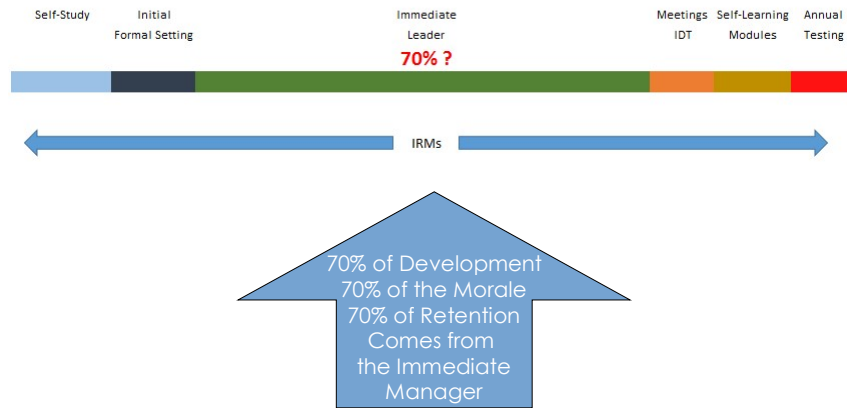 Self-Study
Initial
Formal Setting
Immediate
Leader
70% ?
Meetings
IDT
Self-Learning
Modules
Annual
Testing
IRMs
70% of Development
70% of the Morale
70% of Retention
Comes from
the Immediate
Manager